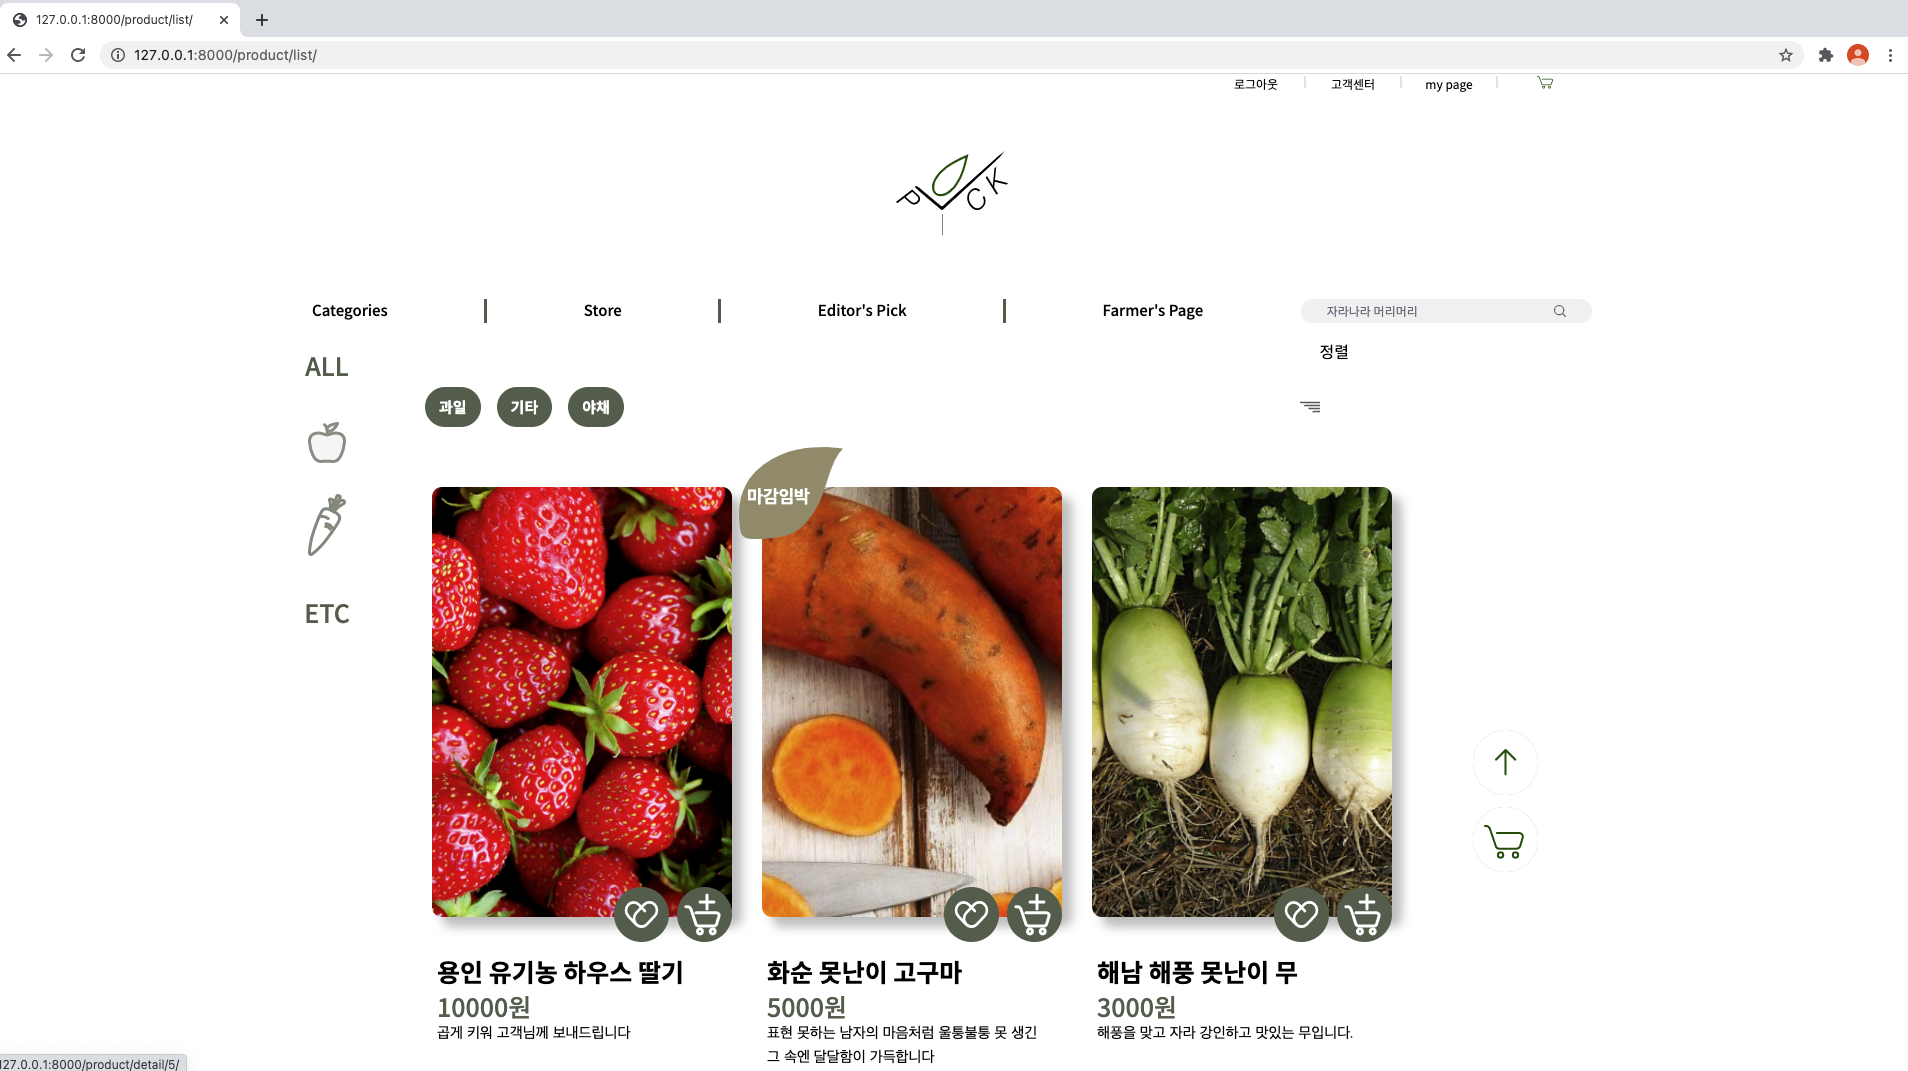 127.0.0.1:8000/product/list/
127.0.0.1:8000/product/list/
로그아웃 고객센터 my page
P CK
Categories Store Editor's Pick Farmer's Page 자라나라 머리머리
정렬
ALL
과일 기타 야채
마감임박
ETC
용인 유기농 하우스 딸기
10000원
곱게 키워 고객님께 보내드립니다
화순 못난이 고구마
5000원
표현 못하는 남자의 마음처럼 울퉁불퉁 못 생긴
그 속엔 달달함이 가득합니다
해남 해풍 못난이 무
3000원
해풍을 맞고 자라 강인하고 맛있는 무입니다.
127.0.0.1:8000/product/detail/5/